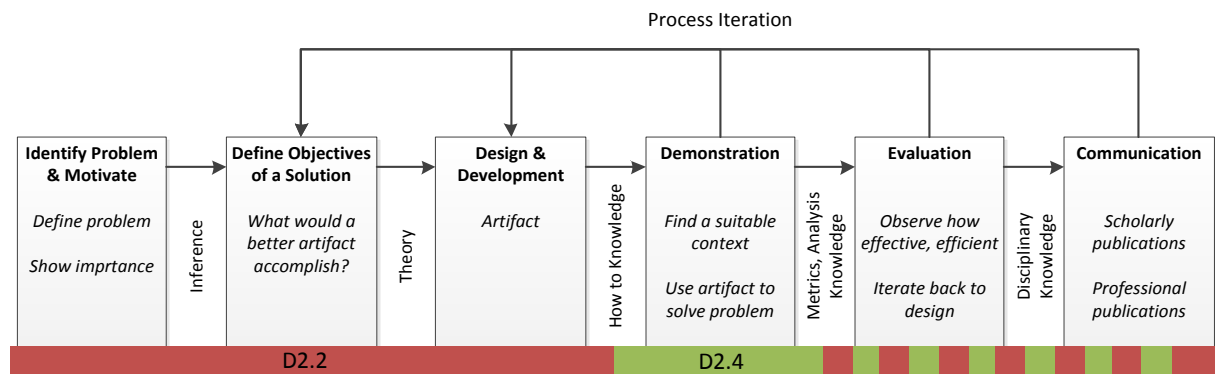 Process Iteration
Identify Problem
& Motivate
Define problem
Show imprtance
Inference
Define Objectives
of a Solution
What would a
better artifact
accomplish?
Theory
Design &
Development
Artifact
How to Knowledge
Demonstration
Find a suitable
context
Use artifact to
solve problem
Metrics, Analysis
Knowledge
Evaluation
Observe how
effective, efficient
Iterate back to
design
Disciplinary
Knowledge
Communication
Scholarly
publications
Professional
publications
D2.2
D2.4